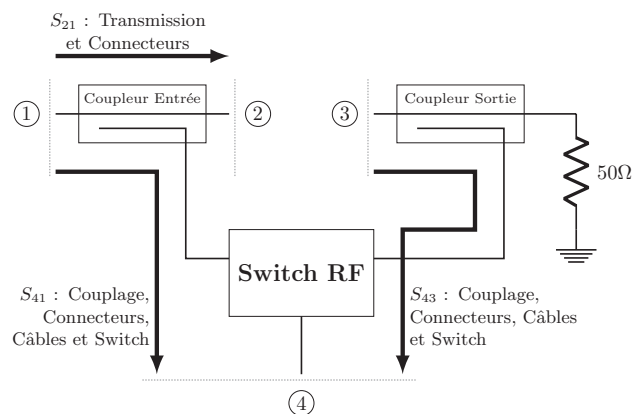 S21 : Transmission
et Connecteurs
Coupleur Entrée
Coupleur Sortie
1
2
3
50Ω
Switch RF
S41 : Couplage,
Connecteurs,
Câbles et Switch
S43 : Couplage,
Connecteurs, Câbles
et Switch
4